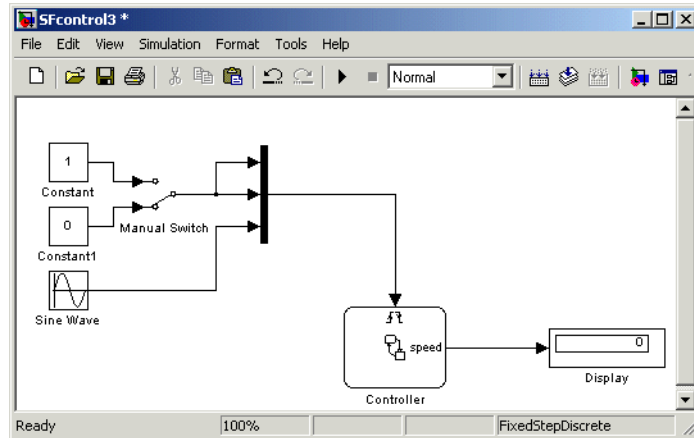 SFcontrol3 *
File Edit View Simulation Format Tools Help
Normal
1
Constant
0
Manual Switch
Constant1
Sine Wave
speed
0
Display
Controller
Ready 100% FixedStepDiscrete